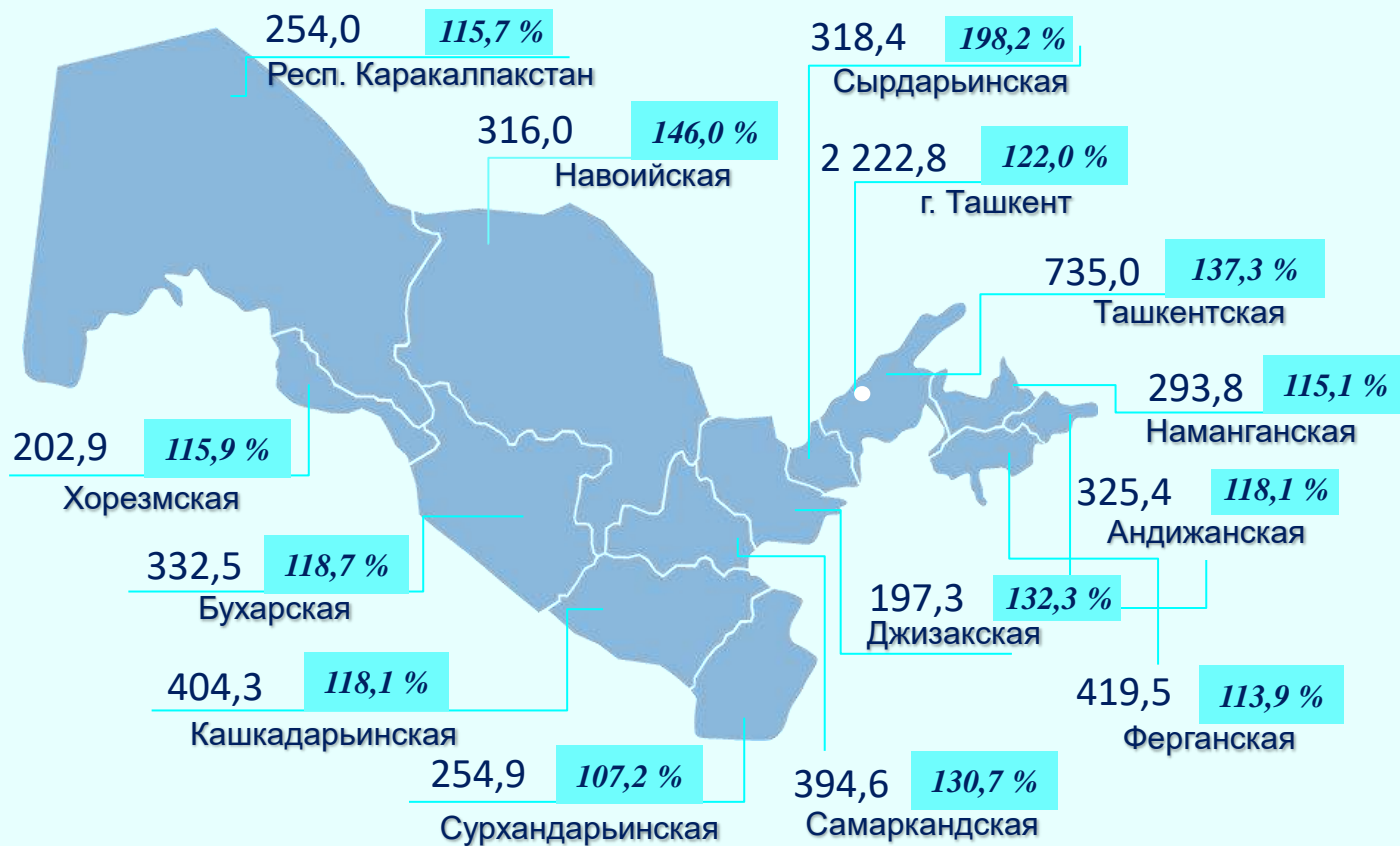 254,0 115,7 %
Респ. Каракалпакстан
318,4 198,2 %
Сырдарьинская
316,0 146,0 %
Навоийская
2 222,8 122,0 %
г. Ташкент
735,0 137,3 %
Ташкентская
293,8 115,1 %
Наманганская
202,9 115,9 %
Хорезмская
325,4 118,1 %
Андижанская
332,5 118,7 %
Бухарская
197,3 132,3 %
Джизакская
404,3 118,1 %
Кашкадарьинская
419,5 113,9 %
Ферганская
254,9 107,2 %
Сурхандарьинская
394,6 130,7 %
Самаркандская